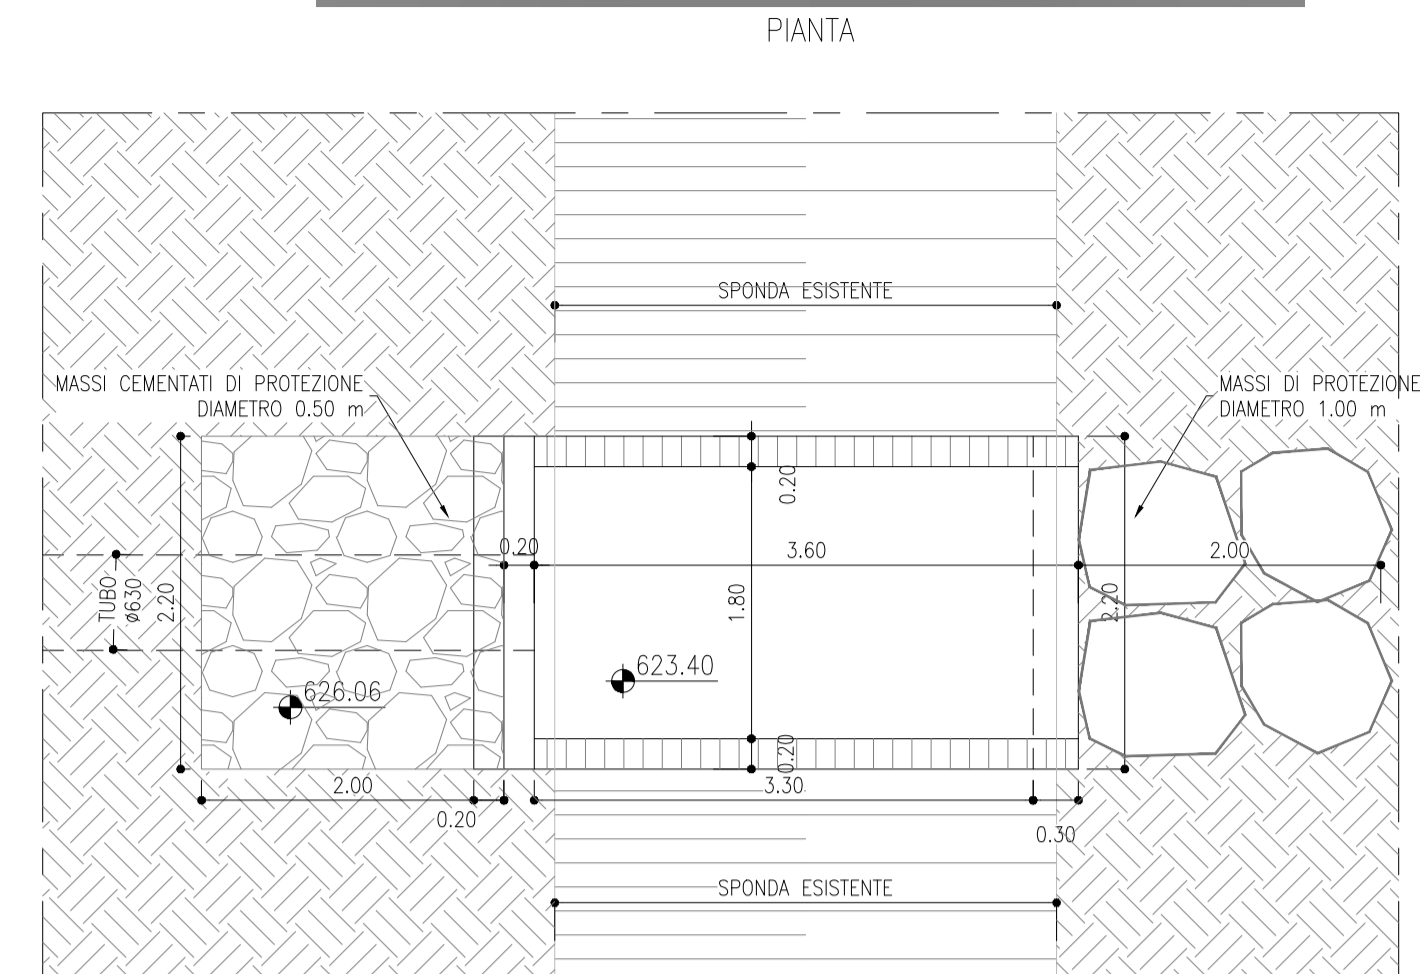 PIANTA
SPONDA ESISTENTE
MASSI CEMENTATI DI PROTEZIONE
DIAMETRO 0.50 m
MASSI DI PROTEZIONE
DIAMETRO 1.00 m
0.20
0.20
3.60
2.00
TUBO
ø630
2.20
1.80
2.20
623.40
626.06
0.20
2.00
3.30
0.20
0.30
SPONDA ESISTENTE